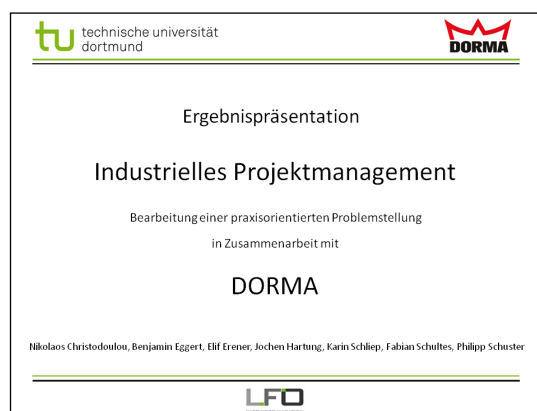 tu technische universität
dortmund
DORMA
Ergebnispräsentation
Industrielles Projektmanagement
Bearbeitung einer praxisorientierten Problemstellung
in Zusammenarbeit mit
DORMA
Nikolaos Christodoulou, Benjamin Eggert, Elif Erener, Jochen Hartung, Karin Schliep, Fabian Schultes, Philipp Schuster
LFO